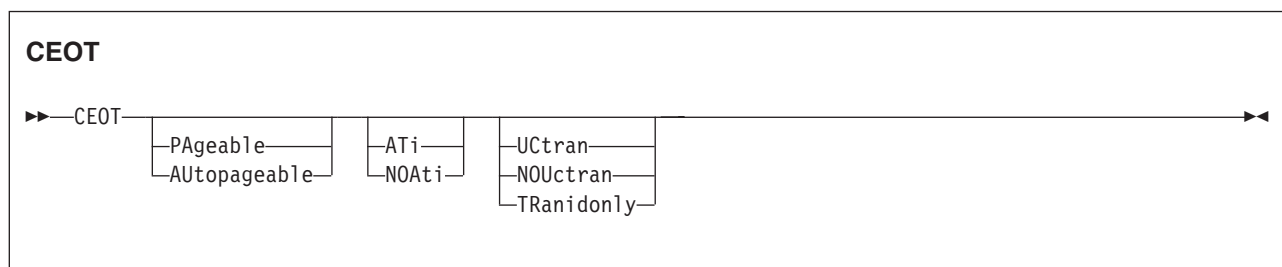 CEOT
CEOT
PAgeable
AUtopageable
ATi
NOAti
UCtran
NOUctran
TRanidonly